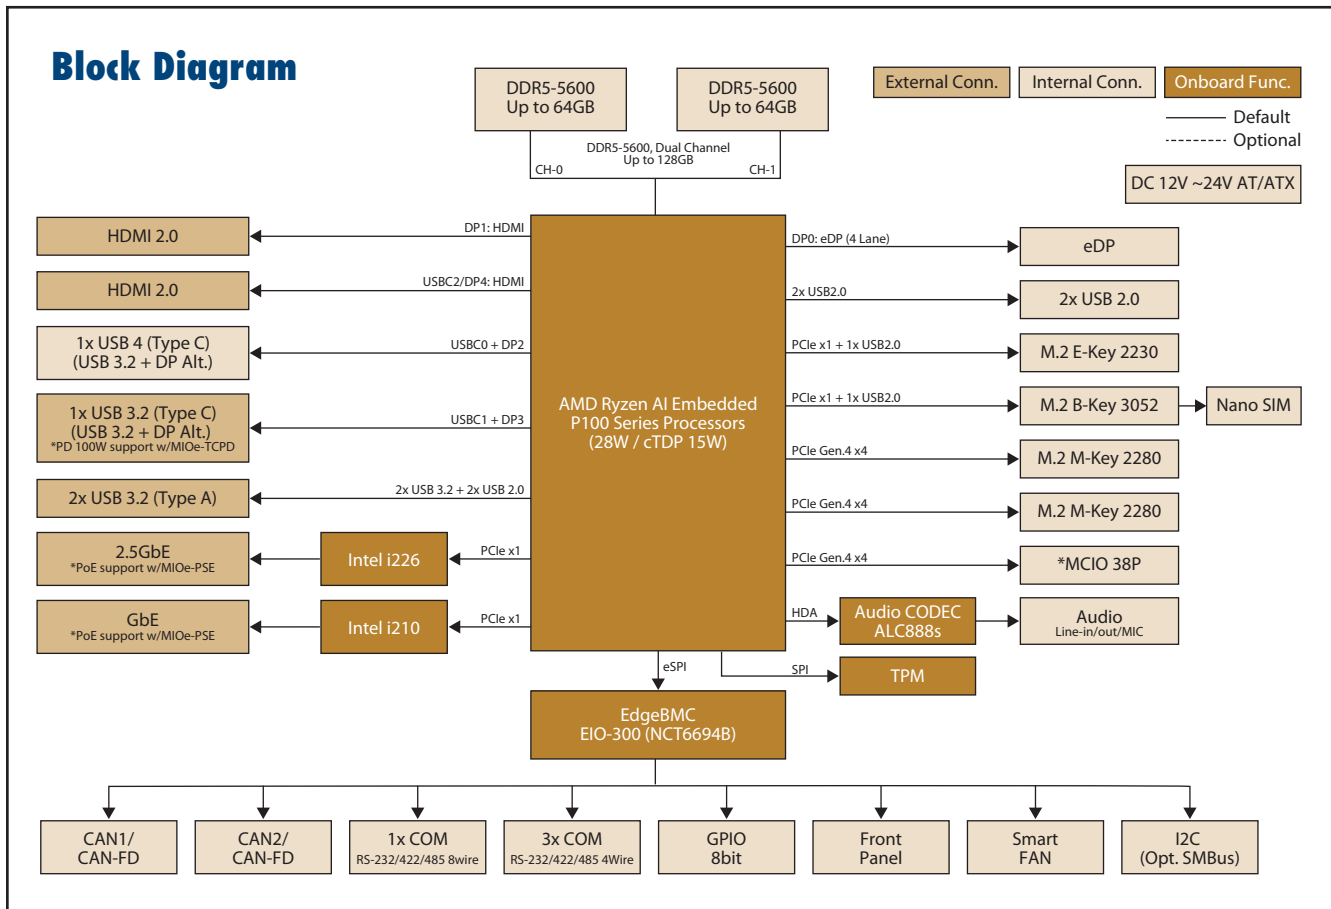 Block Diagram
DDR5-5600
Up to 64GB
DDR5-5600
Up to 64GB
External Conn.
Internal Conn.
Onboard Func.
Default
Optional
DC 12V ~24V AT/ATX
DDR5-5600, Dual Channel
Up to 128GB
CH-0
CH-1
HDMI 2.0
DP1: HDMI
HDMI 2.0
USBC2/DP4: HDMI
1x USB 4 (Type C)
(USB 3.2 + DP Alt.)
USBC0 + DP2
1x USB 3.2 (Type C)
(USB 3.2 + DP Alt.)
*PD 100W support w/MIOe-TCPD
USBC1 + DP3
2x USB 3.2 (Type A)
2x USB 3.2 + 2x USB 2.0
2.5GbE
*PoE support w/MIOe-PSE
Intel i226
PCIe x1
GbE
*PoE support w/MIOe-PSE
Intel i210
PCIe x1
AMD Ryzen AI Embedded
P100 Series Processors
(28W / cTDP 15W)
DP0: eDP (4 Lane)
eDP
2x USB2.0
2x USB 2.0
PCIe x1 + 1x USB2.0
M.2 E-Key 2230
PCIe x1 + 1x USB2.0
M.2 B-Key 3052
Nano SIM
PCIe Gen.4 x4
M.2 M-Key 2280
PCIe Gen.4 x4
M.2 M-Key 2280
PCIe Gen.4 x4
*MCIO 38P
HDA
Audio CODEC
ALC888s
Audio
Line-in/out/MIC
eSPI
SPI
TPM
EdgeBMC
EIO-300 (NCT6694B)
CAN1/
CAN-FD
CAN2/
CAN-FD
1x COM
RS-232/422/485 8wire
3x COM
RS-232/422/485 4Wire
GPIO
8bit
Front
Panel
Smart
FAN
I2C
(Opt. SMBus)